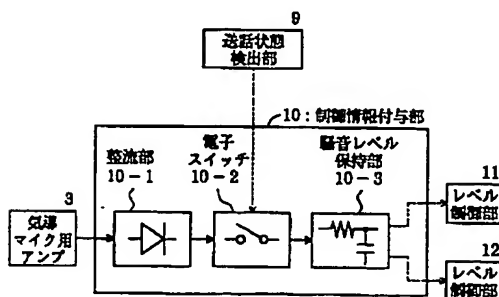 9
送話状態
検出部
10:制御情報付与部
整流部
10-1
電子
スイッチ
10-2
騒音レベル
保持部
10-3
3
気導
マイク用
アンプ
11
レベル
制御部
12
レベル
制御部